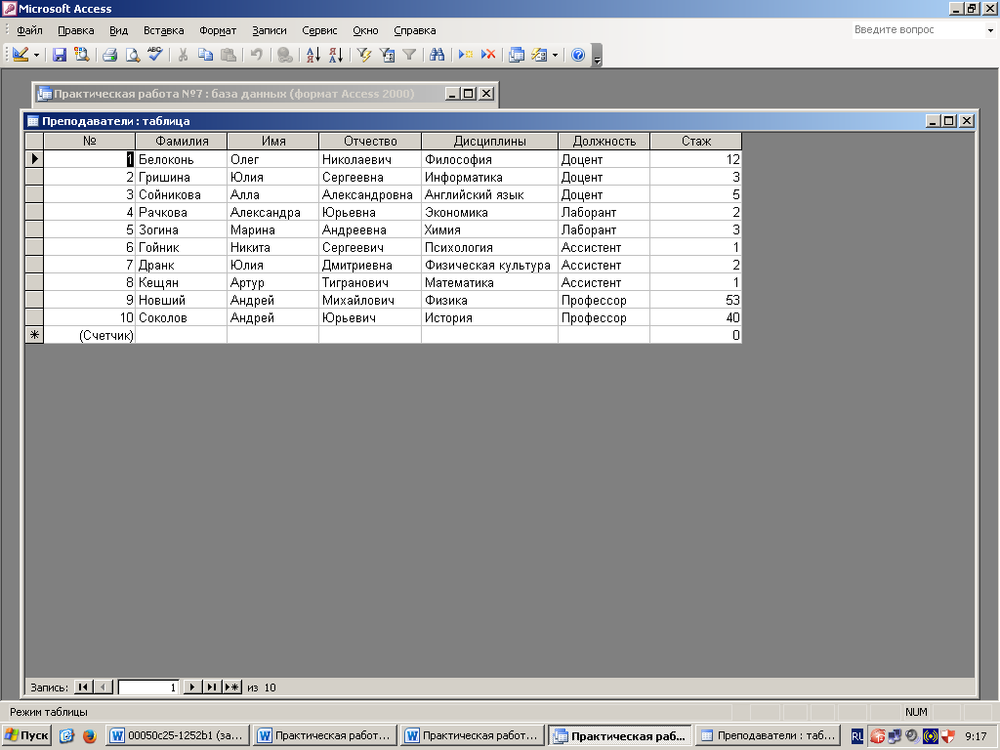 Microsoft Access
Файл Правка Вид Вставка Формат Записи Сервис Окно Справка Введите вопрос
Практическая работа №7 : база данных (формат Access 2000)
Преподаватели : таблица
№ Фамилия Имя Отчество Дисциплины Должность Стаж
1 Белоконь Олег Николаевич Философия Доцент 12
2 Гришина Юлия Сергеевна Информатика Доцент 3
3 Сойникова Алла Александровна Английский язык Доцент 5
4 Рачкова Александра Юрьевна Экономика Лаборант 2
5 Зогина Марина Андреевна Химия Лаборант 3
6 Гойник Никита Сергеевич Психология Ассистент 1
7 Дранк Юлия Дмитриевна Физическая культура Ассистент 2
8 Кещян Артур Тигранович Математика Ассистент 1
9 Новший Андрей Михайлович Физика Профессор 53
10 Соколов Андрей Юрьевич История Профессор 40
(Счетчик) 0
Запись: 1 из 10
Режим таблицы NUM
Пуск 00050c25-1252b1 (за... Практическая работ... Практическая работ... Практическая раб... Преподаватели : таб... RL 9:17